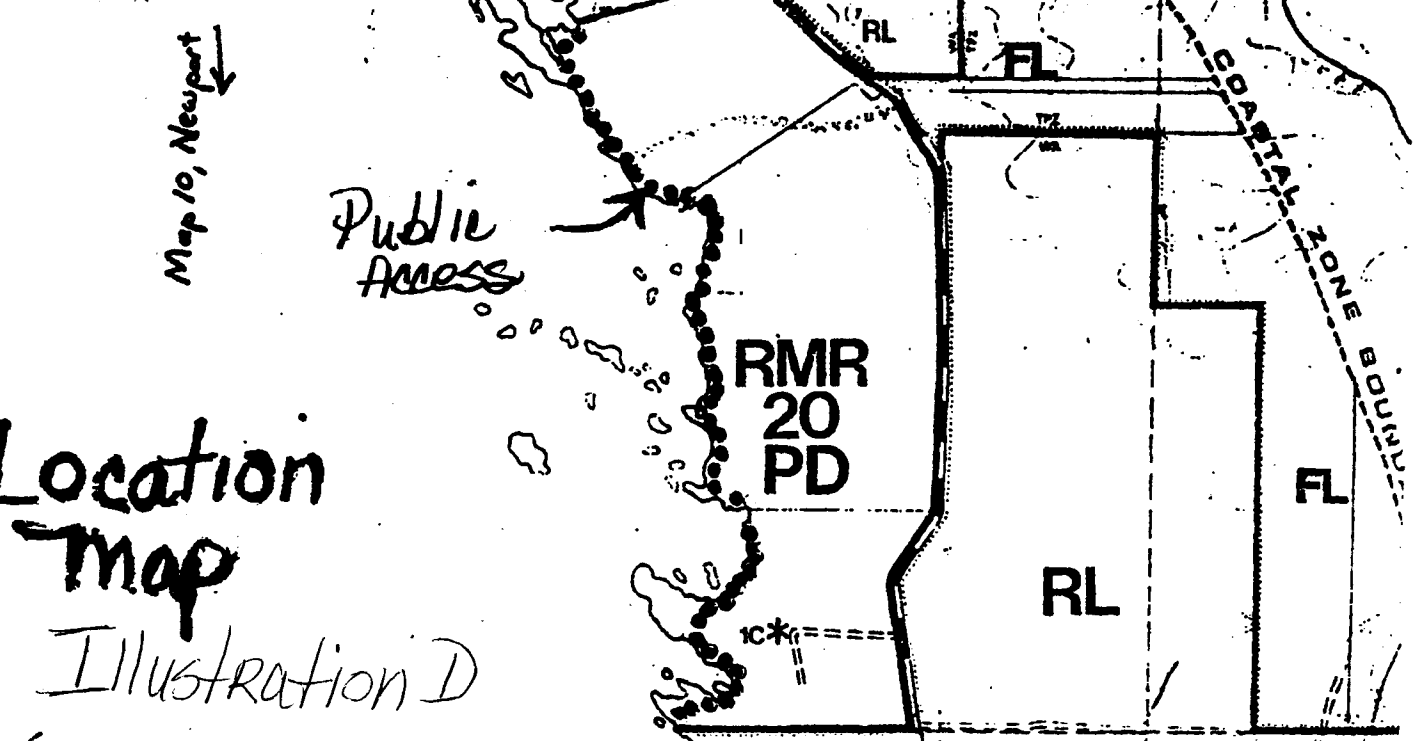 Map 10, Newport
RL
FL
TPZ
COASTAL ZONE BOUND
Public
Access
RMR
20
PD
Location
Map
FL
RL
1C*
Illustration D